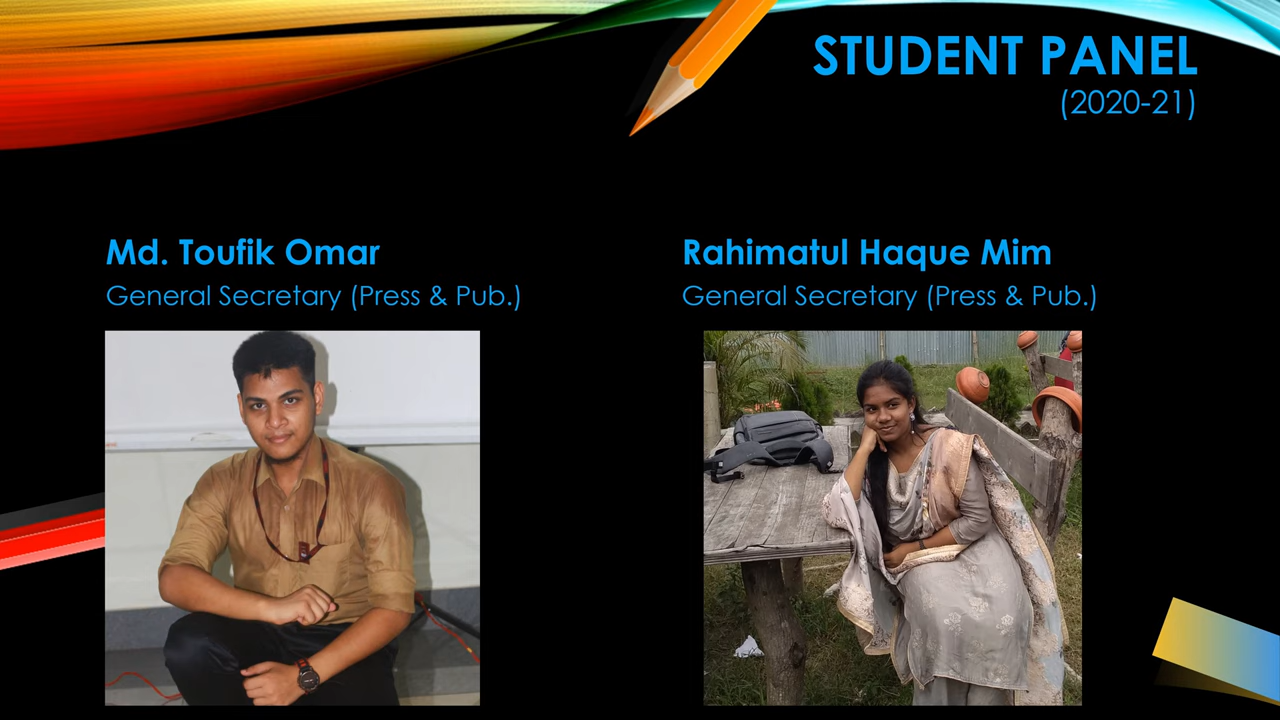 STUDENT PANEL
(2020-21)
Md. Toufik Omar
General Secretary (Press & Pub.)
Rahimatul Haque Mim
General Secretary (Press & Pub.)